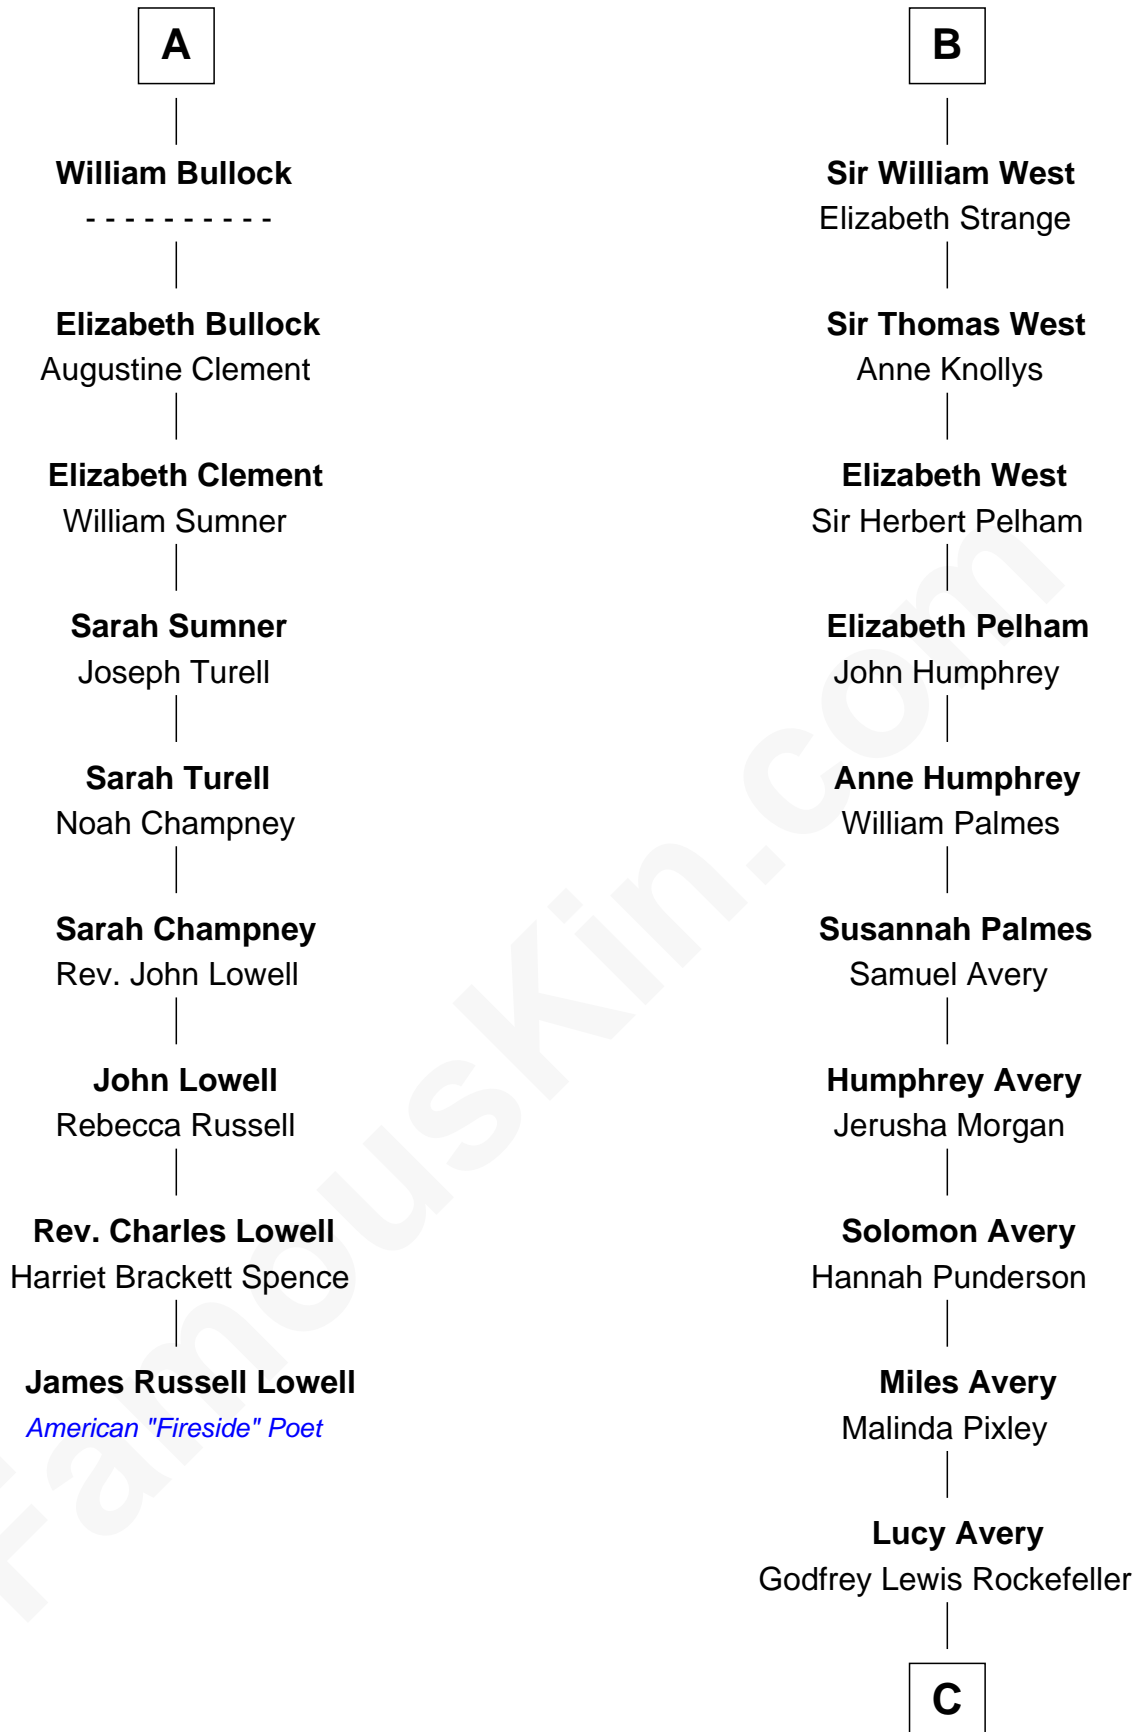 A
William Bullock
- - - - - - - - - -
Elizabeth Bullock
Augustine Clement
Elizabeth Clement
William Sumner
Sarah Sumner
Joseph Turell
Sarah Turell
Noah Champney
Sarah Champney
Rev. John Lowell
John Lowell
Rebecca Russell
Rev. Charles Lowell
Harriet Brackett Spence
James Russell Lowell
American "Fireside" Poet
B
Sir William West
Elizabeth Strange
Sir Thomas West
Anne Knollys
Elizabeth West
Sir Herbert Pelham
Elizabeth Pelham
John Humphrey
Anne Humphrey
William Palmes
Susannah Palmes
Samuel Avery
Humphrey Avery
Jerusha Morgan
Solomon Avery
Hannah Punderson
Miles Avery
Malinda Pixley
Lucy Avery
Godfrey Lewis Rockefeller
C
FamousKin.com